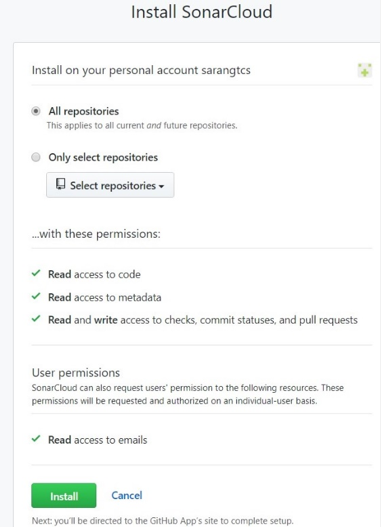 Install SonarCloud
Install on your personal account sarangtcs
All repositories
This applies to all current and future repositories.
Only select repositories
Select repositories
...with these permissions:
Read access to code
Read access to metadata
Read and write access to checks, commit statuses, and pull requests
User permissions
SonarCloud can also request users' permission to the following resources. These
permissions will be requested and authorized on an individual-user basis.
Read access to emails
Install Cancel
Next: you'll be directed to the GitHub App's site to complete setup.